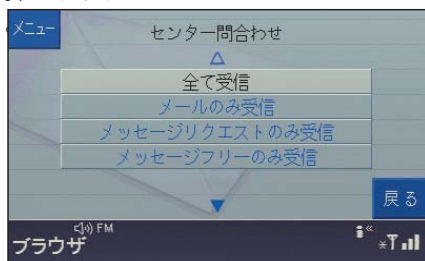 メニュー
センター問合わせ
全て受信
メールのみ受信
メッセージリクエストのみ受信
メッセージフリーのみ受信
戻る
FM
ブラウザ